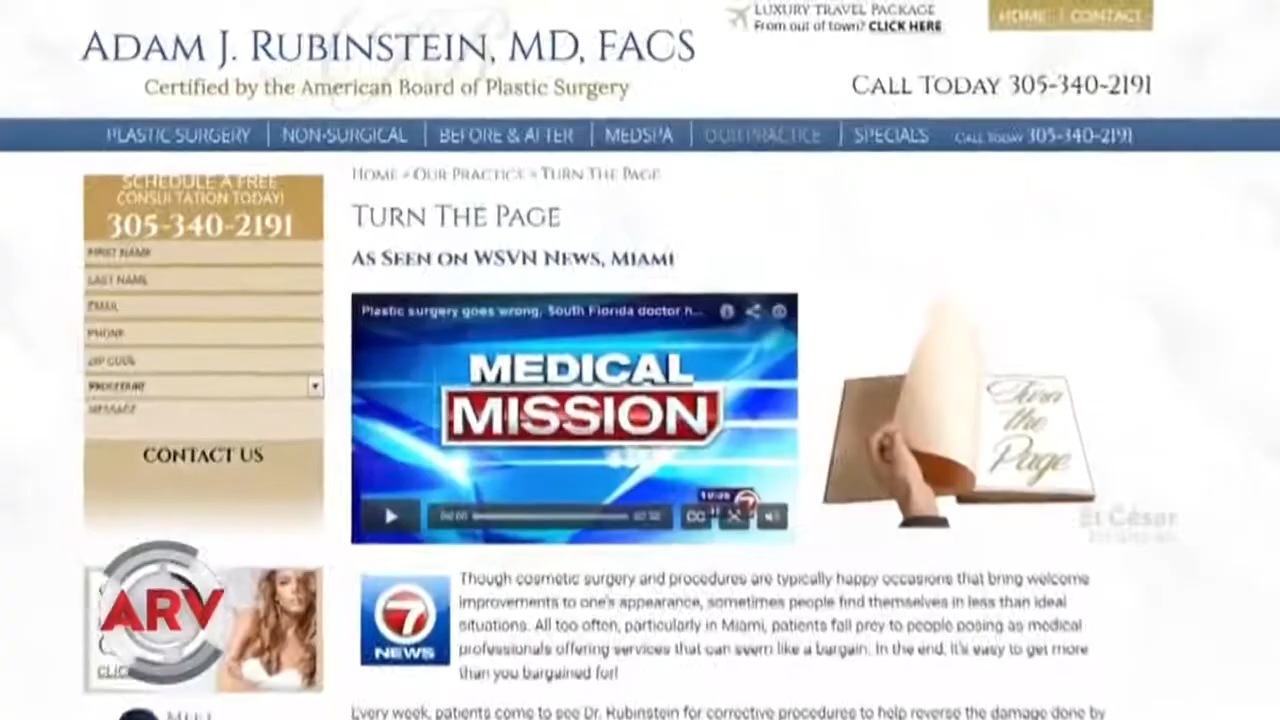 LUXURY TRAVEL PACKAGE
From out of town? CLICK HERE
HOME | CONTACT
ADAM J. RUBINSTEIN, MD, FACS
Certified by the American Board of Plastic Surgery
CALL TODAY 305-340-2191
PLASTIC SURGERY | NON-SURGICAL | BEFORE & AFTER | MEDSPA | OUR PRACTICE | SPECIALS CALL TODAY 305-340-2191
SCHEDULE A FREE
CONSULTATION TODAY!
305-340-2191
FIRST NAME
LAST NAME
EMAIL
PHONE
ZIP CODE
PROCEDURE
MESSAGE
CONTACT US
HOME » OUR PRACTICE » TURN THE PAGE
TURN THE PAGE
AS SEEN ON WSVN NEWS, MIAMI
Plastic surgery goes wrong, South Florida doctor h...
MEDICAL
MISSION
7
00:00
CC
Turn
the
Page
El César
ARV
CLIC
7
NEWS
Though cosmetic surgery and procedures are typically happy occasions that bring welcome
improvements to one's appearance, sometimes people find themselves in less than ideal
situations. All too often, particularly in Miami, patients fall prey to people posing as medical
professionals offering services that can seem like a bargain. In the end, it's easy to get more
than you bargained for!
Every week, patients come to see Dr. Rubinstein for corrective procedures to help reverse the damage done by
MEET